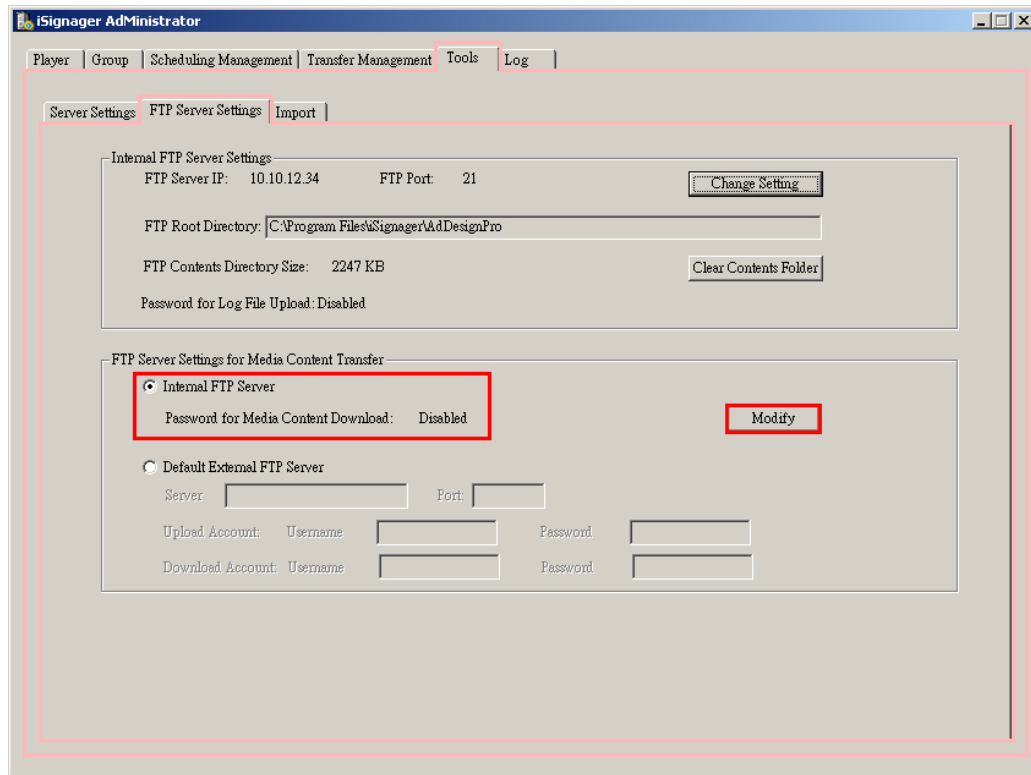 iSignager AdMinistrator
Player Group Scheduling Management Transfer Management Tools Log
Server Settings FTP Server Settings Import
Internal FTP Server Settings
FTP Server IP: 10.10.12.34 FTP Port: 21 Change Setting
FTP Root Directory: C:\Program Files\iSignager\AdDesignPro
FTP Contents Directory Size: 2247 KB Clear Contents Folder
Password for Log File Upload: Disabled
FTP Server Settings for Media Content Transfer
Internal FTP Server
Password for Media Content Download: Disabled Modify
Default External FTP Server
Server Port:
Upload Account: Username Password
Download Account: Username Password